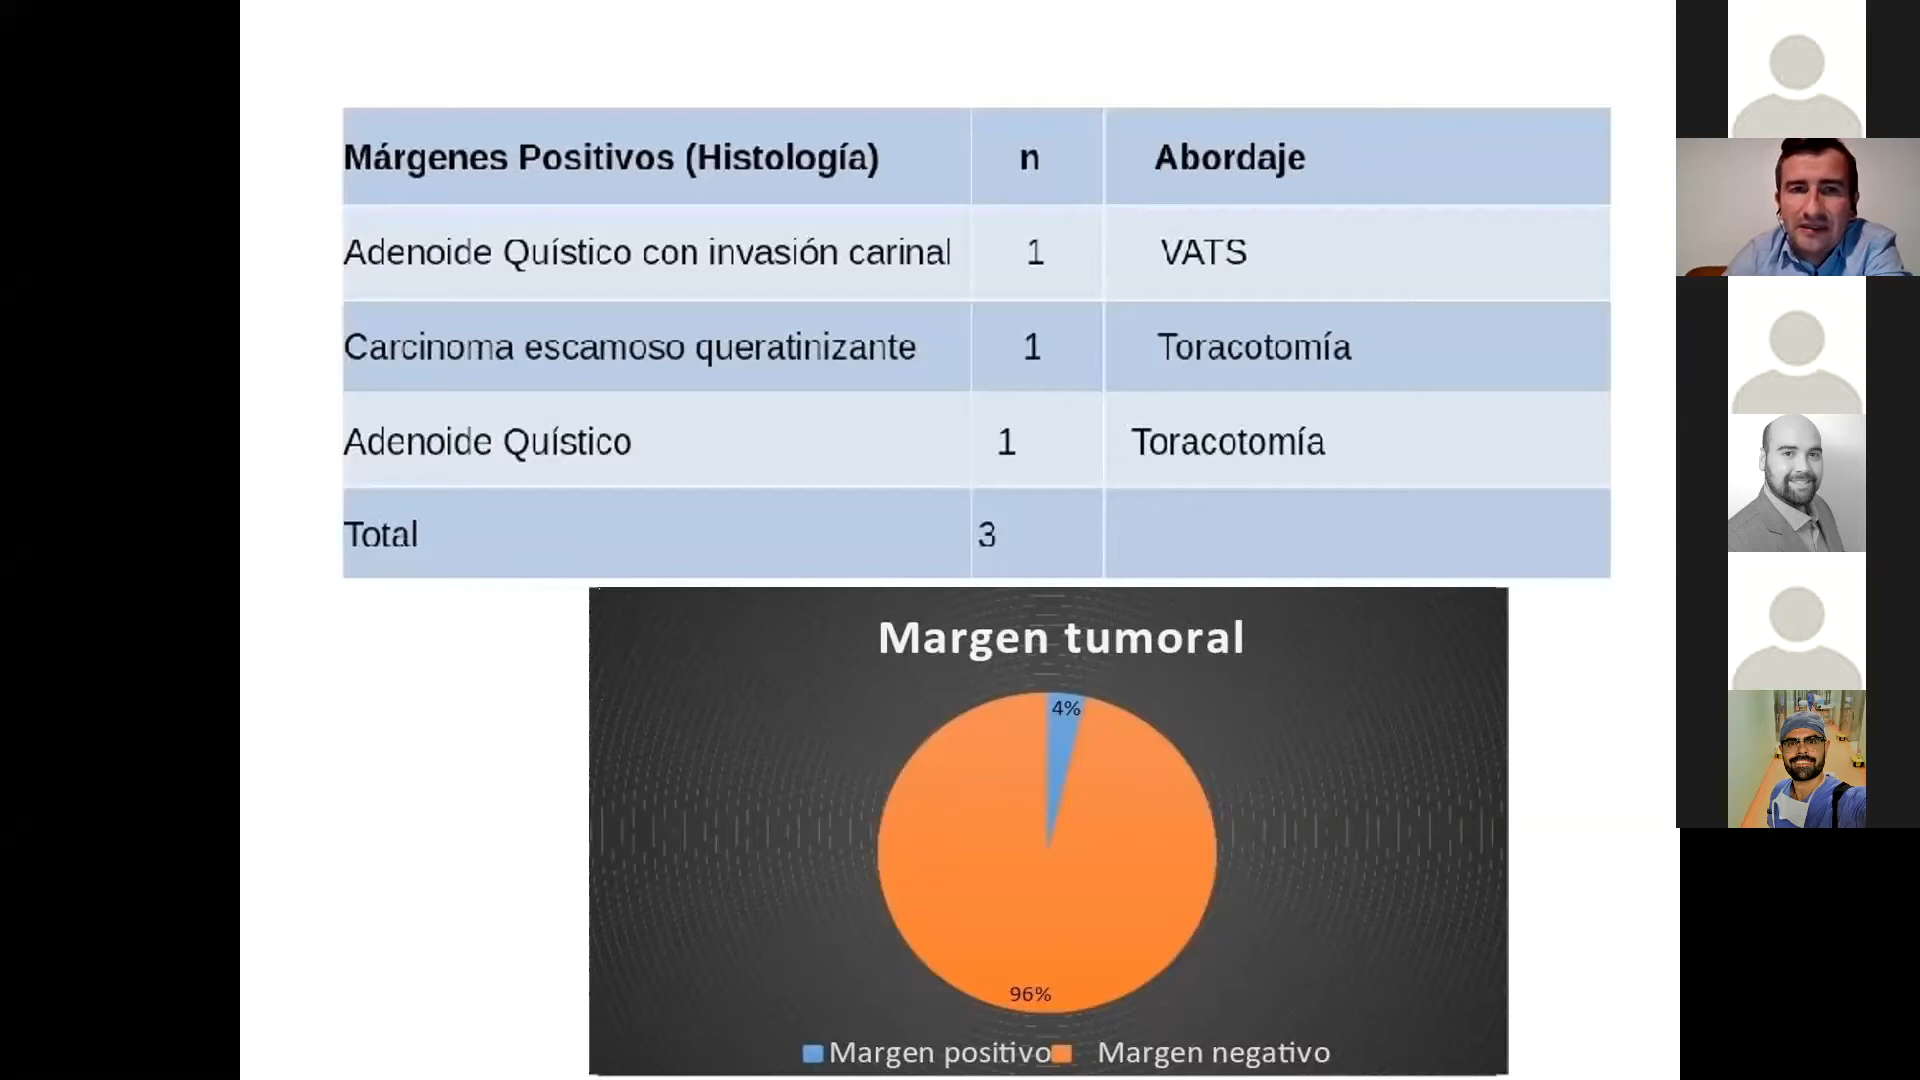 Márgenes Positivos (Histología) n Abordaje
Adenoide Quístico con invasión carinal 1 VATS
Carcinoma escamoso queratinizante 1 Toracotomía
Adenoide Quístico 1 Toracotomía
Total 3
Margen tumoral
4%
96%
Margen positivo Margen negativo